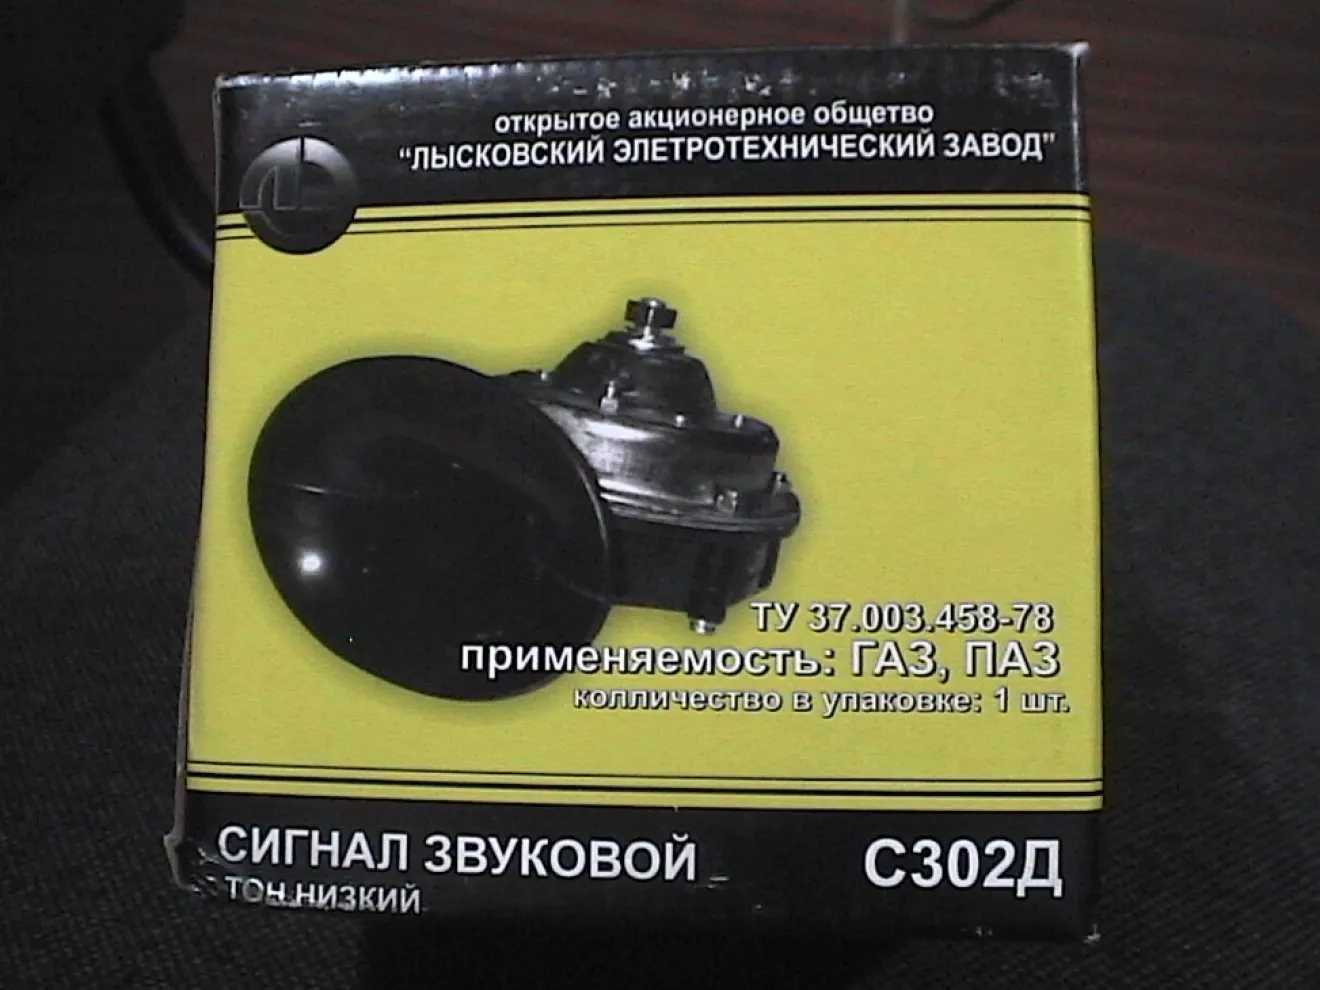 открытое акционерное общетво
"ЛЫСКОВСКИЙ ЭЛЕТРОТЕХНИЧЕСКИЙ ЗАВОД"
ТУ 37.003.458-78
применяемость: ГАЗ, ПАЗ
колличество в упаковке: 1 шт.
СИГНАЛ ЗВУКОВОЙ
С302Д
ТОН НИЗКИЙ